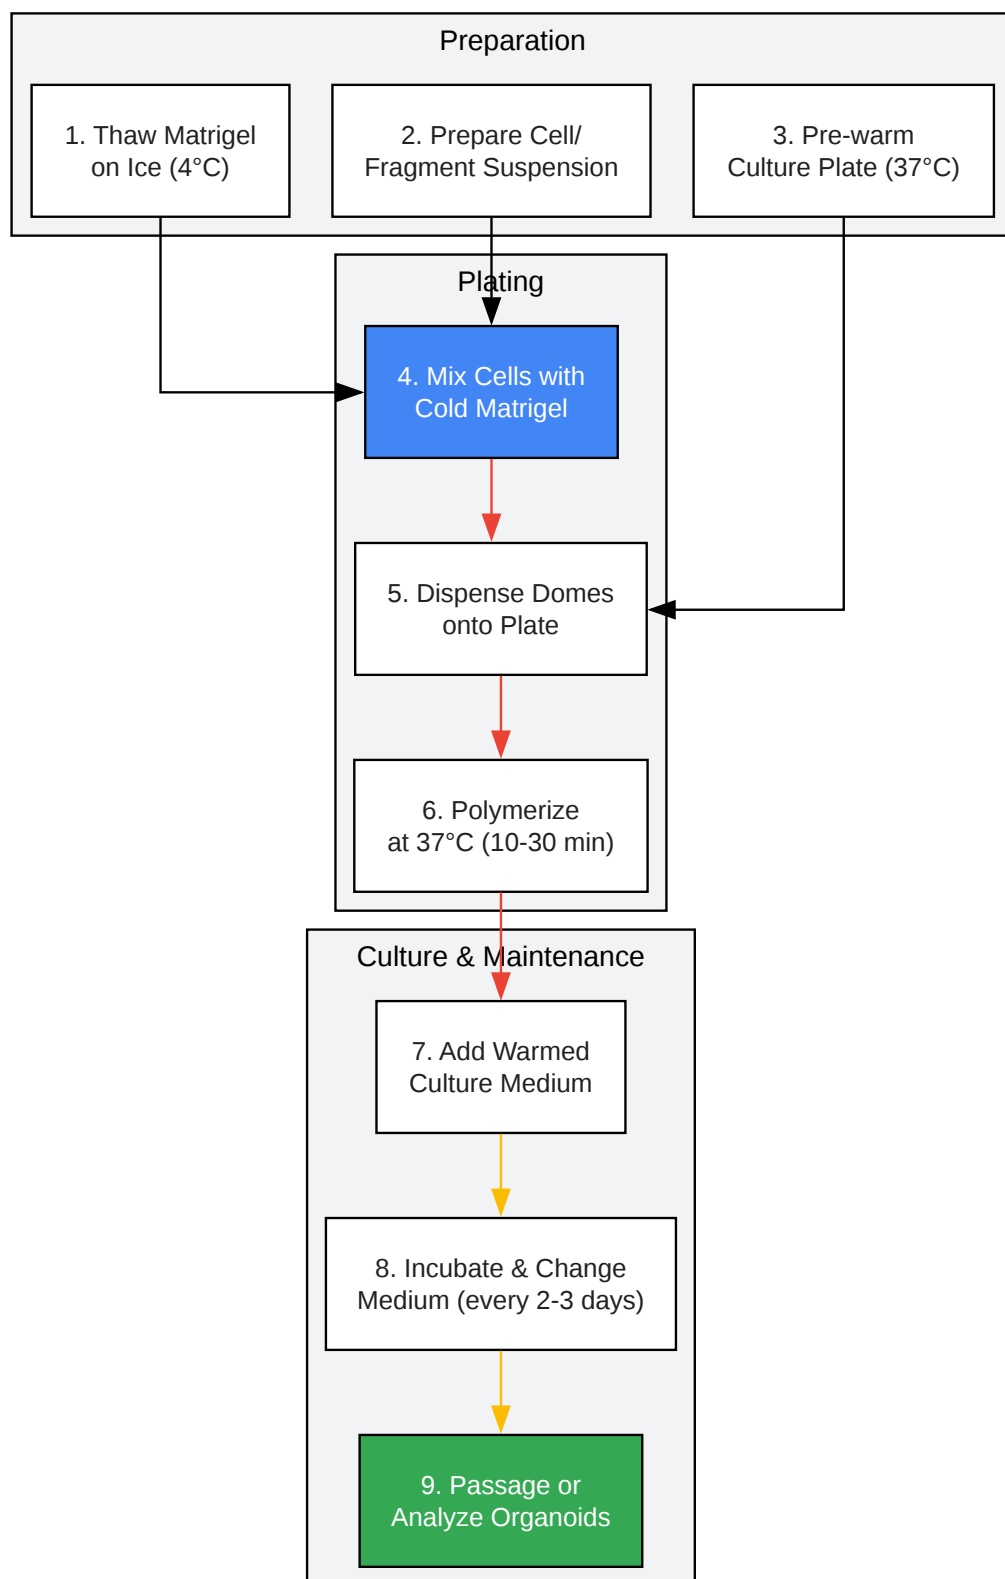 Preparation
1. Thaw Matrigel
on Ice (4°C)
2. Prepare Cell/
Fragment Suspension
3. Pre-warm
Culture Plate (37°C)
Plating
4. Mix Cells with
Cold Matrigel
5. Dispense Domes
onto Plate
6. Polymerize
at 37°C (10-30 min)
Culture & Maintenance
7. Add Warmed
Culture Medium
8. Incubate & Change
Medium (every 2-3 days)
9. Passage or
Analyze Organoids